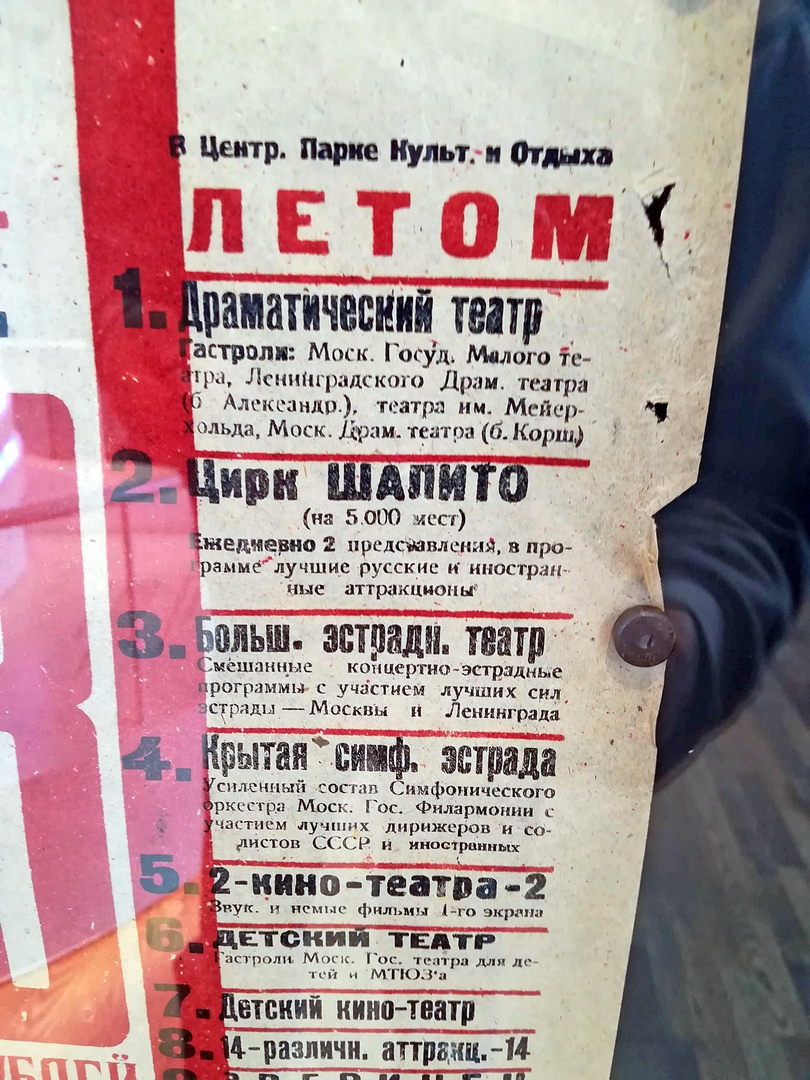 В Центр. Парке Культ. и Отдыха
ЛЕТОМ
1. Драматический театр
Гастроли: Моск. Госуд. Малого те-
атра, Ленинградского Драм. театра
(б Александр.), театра им. Мейер-
хольда, Моск. Драм. театра (б. Корш)
2. Цирк ШАПИТО
(на 5.000 мест)
Ежедневно 2 представления, в про-
грамме лучшие русские и иностран-
ные аттракционы
3. Больш. эстрадн. театр
Смешанные концертно-эстрадные
программы с участием лучших сил
эстрады — Москвы и Ленинграда
4. Крытая симф. эстрада
Усиленный состав Симфонического
оркестра Моск. Гос. Филармонии с
участием лучших дирижеров и со-
листов СССР и иностранных
5. 2-кино-театра-2
Звук. и немые фильмы 1-го экрана
6. ДЕТСКИЙ ТЕАТР
Гастроли Моск. Гос. театра для де-
тей и МТЮЗ'а
7. Детский кино-театр
8. 14-различн. аттракц.-14